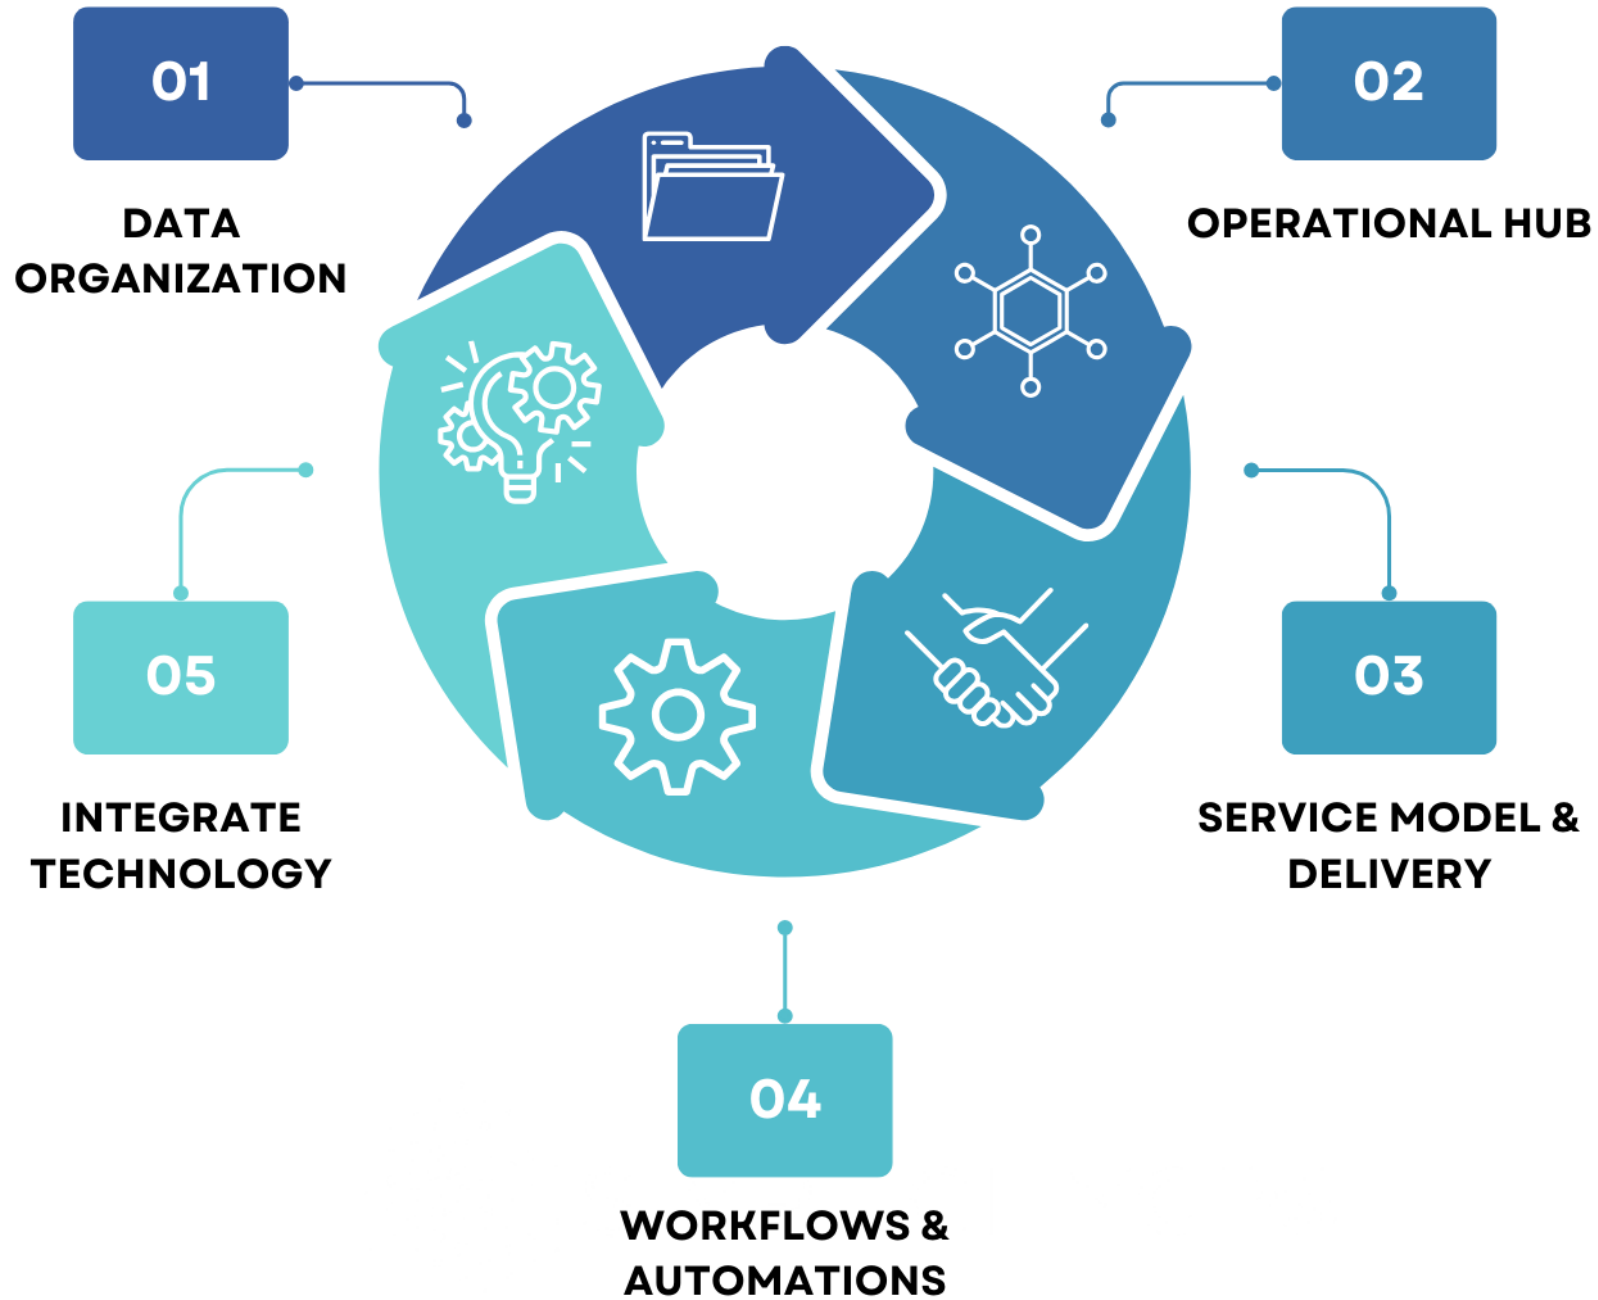 01
DATA
ORGANIZATION
02
OPERATIONAL HUB
03
SERVICE MODEL &
DELIVERY
04
WORKFLOWS &
AUTOMATIONS
05
INTEGRATE
TECHNOLOGY